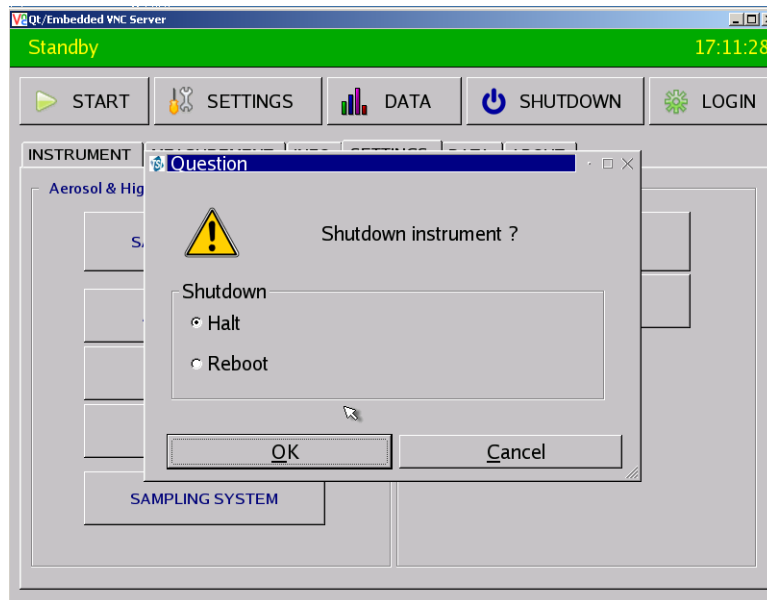 Qt/Embedded VNC Server
Standby 17:11:28
START SETTINGS DATA SHUTDOWN LOGIN
INSTRUMENT
Question
Aerosol & Hig
Shutdown instrument ?
Shutdown
Halt
Reboot
OK Cancel
SAMPLING SYSTEM